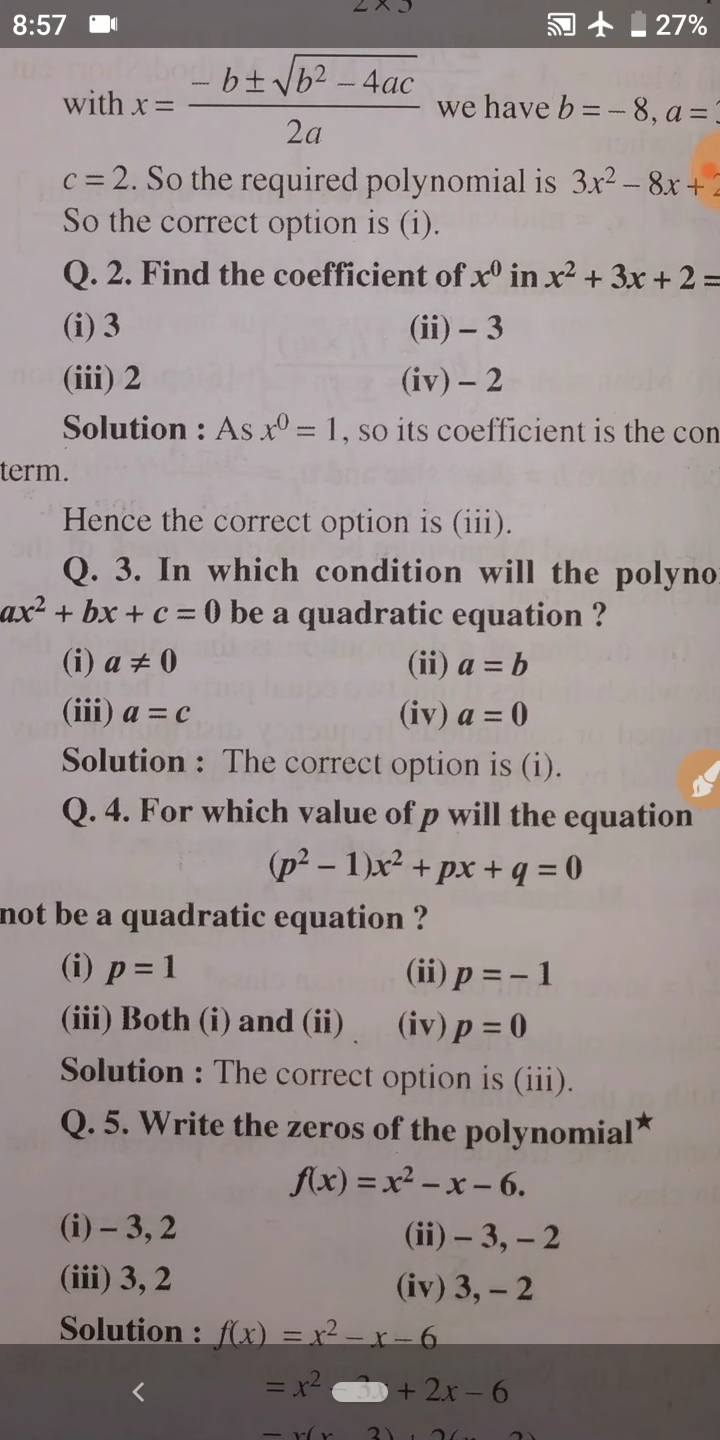 8:57 27%
with x = (– b ± √(b² – 4ac))/2a we have b = – 8, a =
c = 2. So the required polynomial is 3x² – 8x +
So the correct option is (i).
Q. 2. Find the coefficient of x⁰ in x² + 3x + 2 =
(i) 3 (ii) – 3
(iii) 2 (iv) – 2
Solution : As x⁰ = 1, so its coefficient is the con
term.
Hence the correct option is (iii).
Q. 3. In which condition will the polyno
ax² + bx + c = 0 be a quadratic equation ?
(i) a ≠ 0 (ii) a = b
(iii) a = c (iv) a = 0
Solution : The correct option is (i).
Q. 4. For which value of p will the equation
(p² – 1)x² + px + q = 0
not be a quadratic equation ?
(i) p = 1 (ii) p = – 1
(iii) Both (i) and (ii) (iv) p = 0
Solution : The correct option is (iii).
Q. 5. Write the zeros of the polynomial★
f(x) = x² – x – 6.
(i) – 3, 2 (ii) – 3, – 2
(iii) 3, 2 (iv) 3, – 2
Solution : f(x) = x² – x – 6
= x² – 3x + 2x – 6